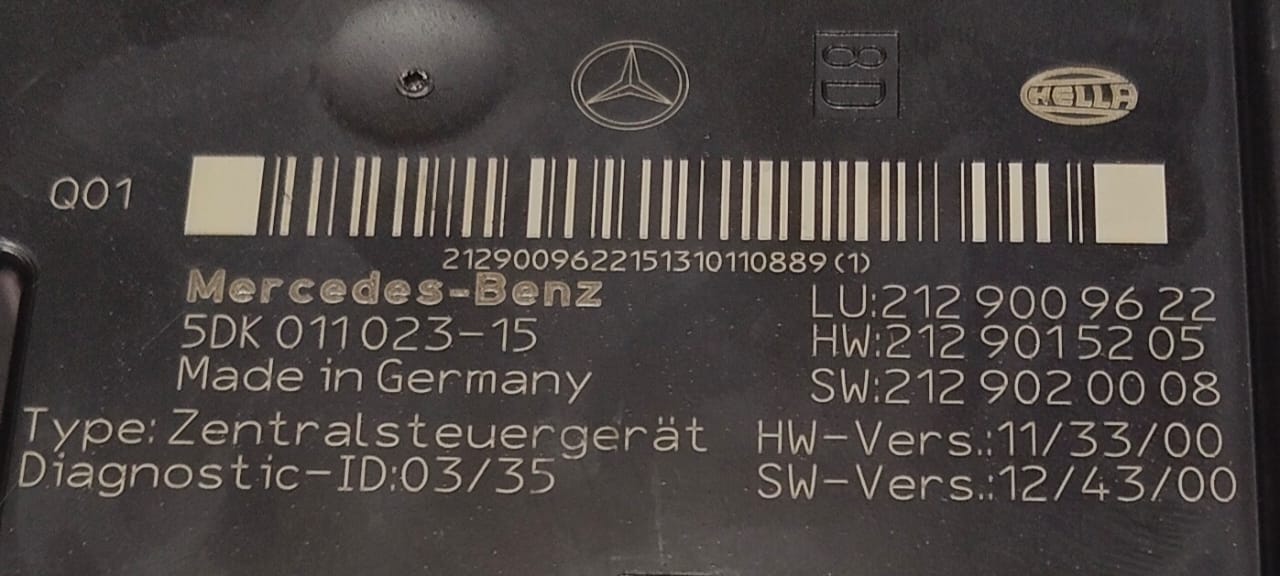 8D
HELLA
Q01
2129009622151310110889(1)
Mercedes-Benz
5DK 011 023-15
Made in Germany
LU:212 900 96 22
HW:212 901 52 05
SW:212 902 00 08
Type: Zentralsteuergerät
Diagnostic-ID:03/35
HW-Vers.:11/33/00
SW-Vers.:12/43/00